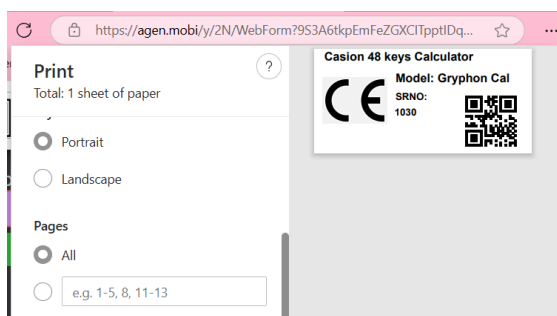 https://agen.mobi/y/2N/WebForm?9S3A6tkpEmFeZGXCITpptIDq...
Print
?
Total: 1 sheet of paper
Portrait
Landscape
Pages
All
e.g. 1-5, 8, 11-13
Casion 48 keys Calculator
CE
Model: Gryphon Cal
SRNO:
1030